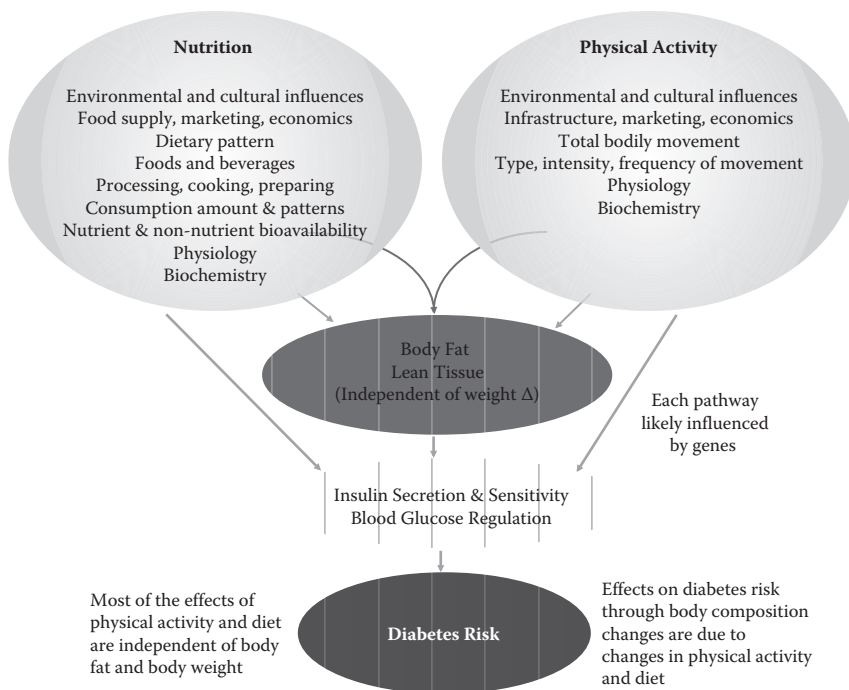 Nutrition
Environmental and cultural influences
Food supply, marketing, economics
Dietary pattern
Foods and beverages
Processing, cooking, preparing
Consumption amount & patterns
Nutrient & non-nutrient bioavailability
Physiology
Biochemistry
Physical Activity
Environmental and cultural influences
Infrastructure, marketing, economics
Total bodily movement
Type, intensity, frequency of movement
Physiology
Biochemistry
Body Fat
Lean Tissue
(Independent of weight Δ)
Each pathway
likely influenced
by genes
Insulin Secretion & Sensitivity
Blood Glucose Regulation
Most of the effects of
physical activity and diet
are independent of body
fat and body weight
Diabetes Risk
Effects on diabetes risk
through body composition
changes are due to
changes in physical activity
and diet